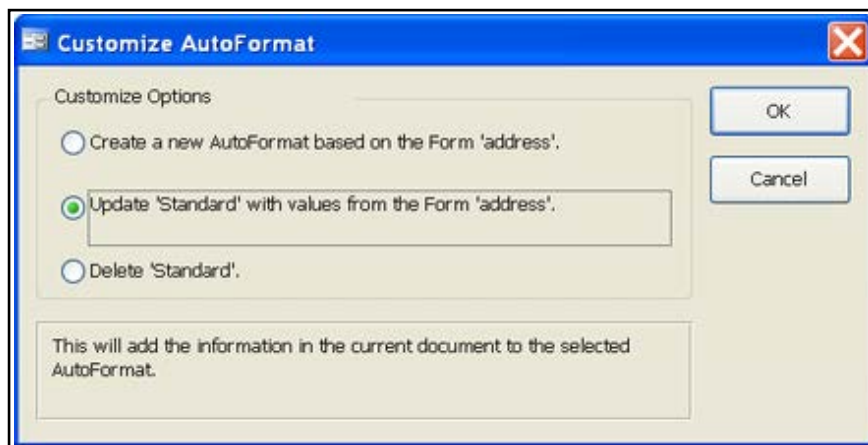 Customize AutoFormat
Customize Options
OK
Create a new AutoFormat based on the Form 'address'.
Cancel
Update 'Standard' with values from the Form 'address'.
Delete 'Standard'.
This will add the information in the current document to the selected
AutoFormat.